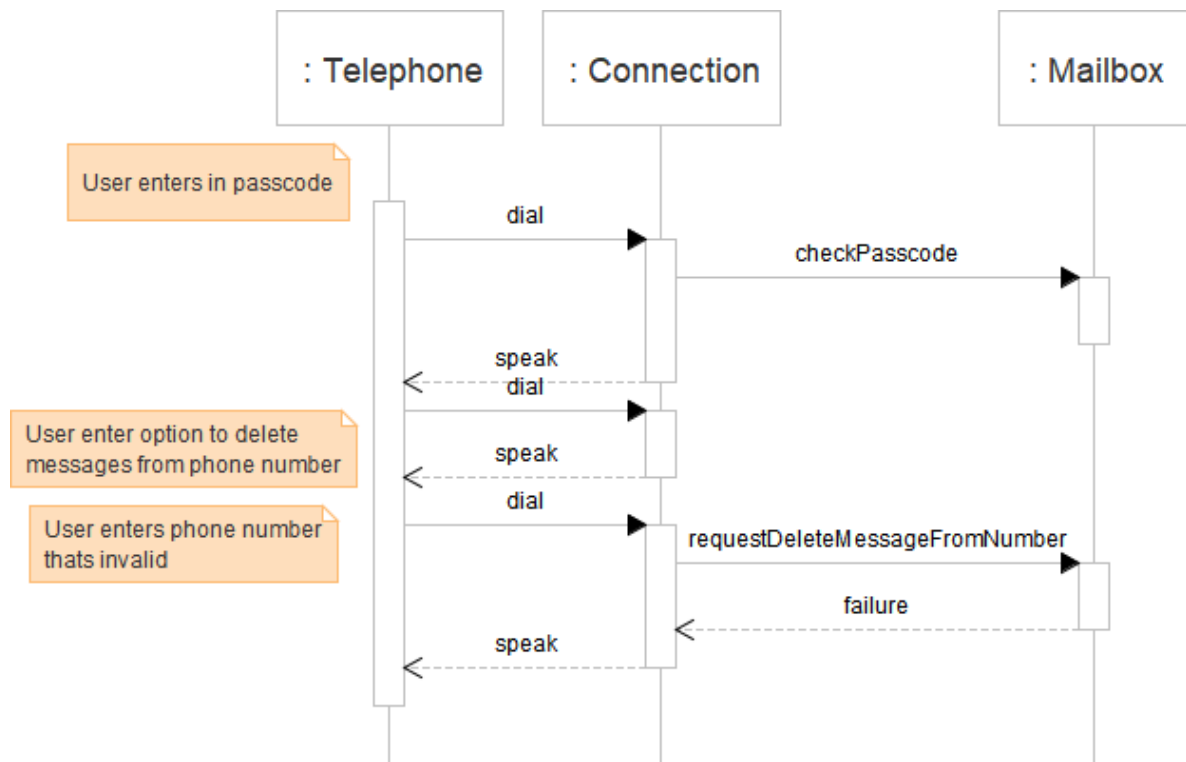 : Telephone
: Connection
: Mailbox
User enters in passcode
dial
checkPasscode
speak
dial
User enter option to delete
messages from phone number
speak
dial
User enters phone number
thats invalid
requestDeleteMessageFromNumber
failure
speak